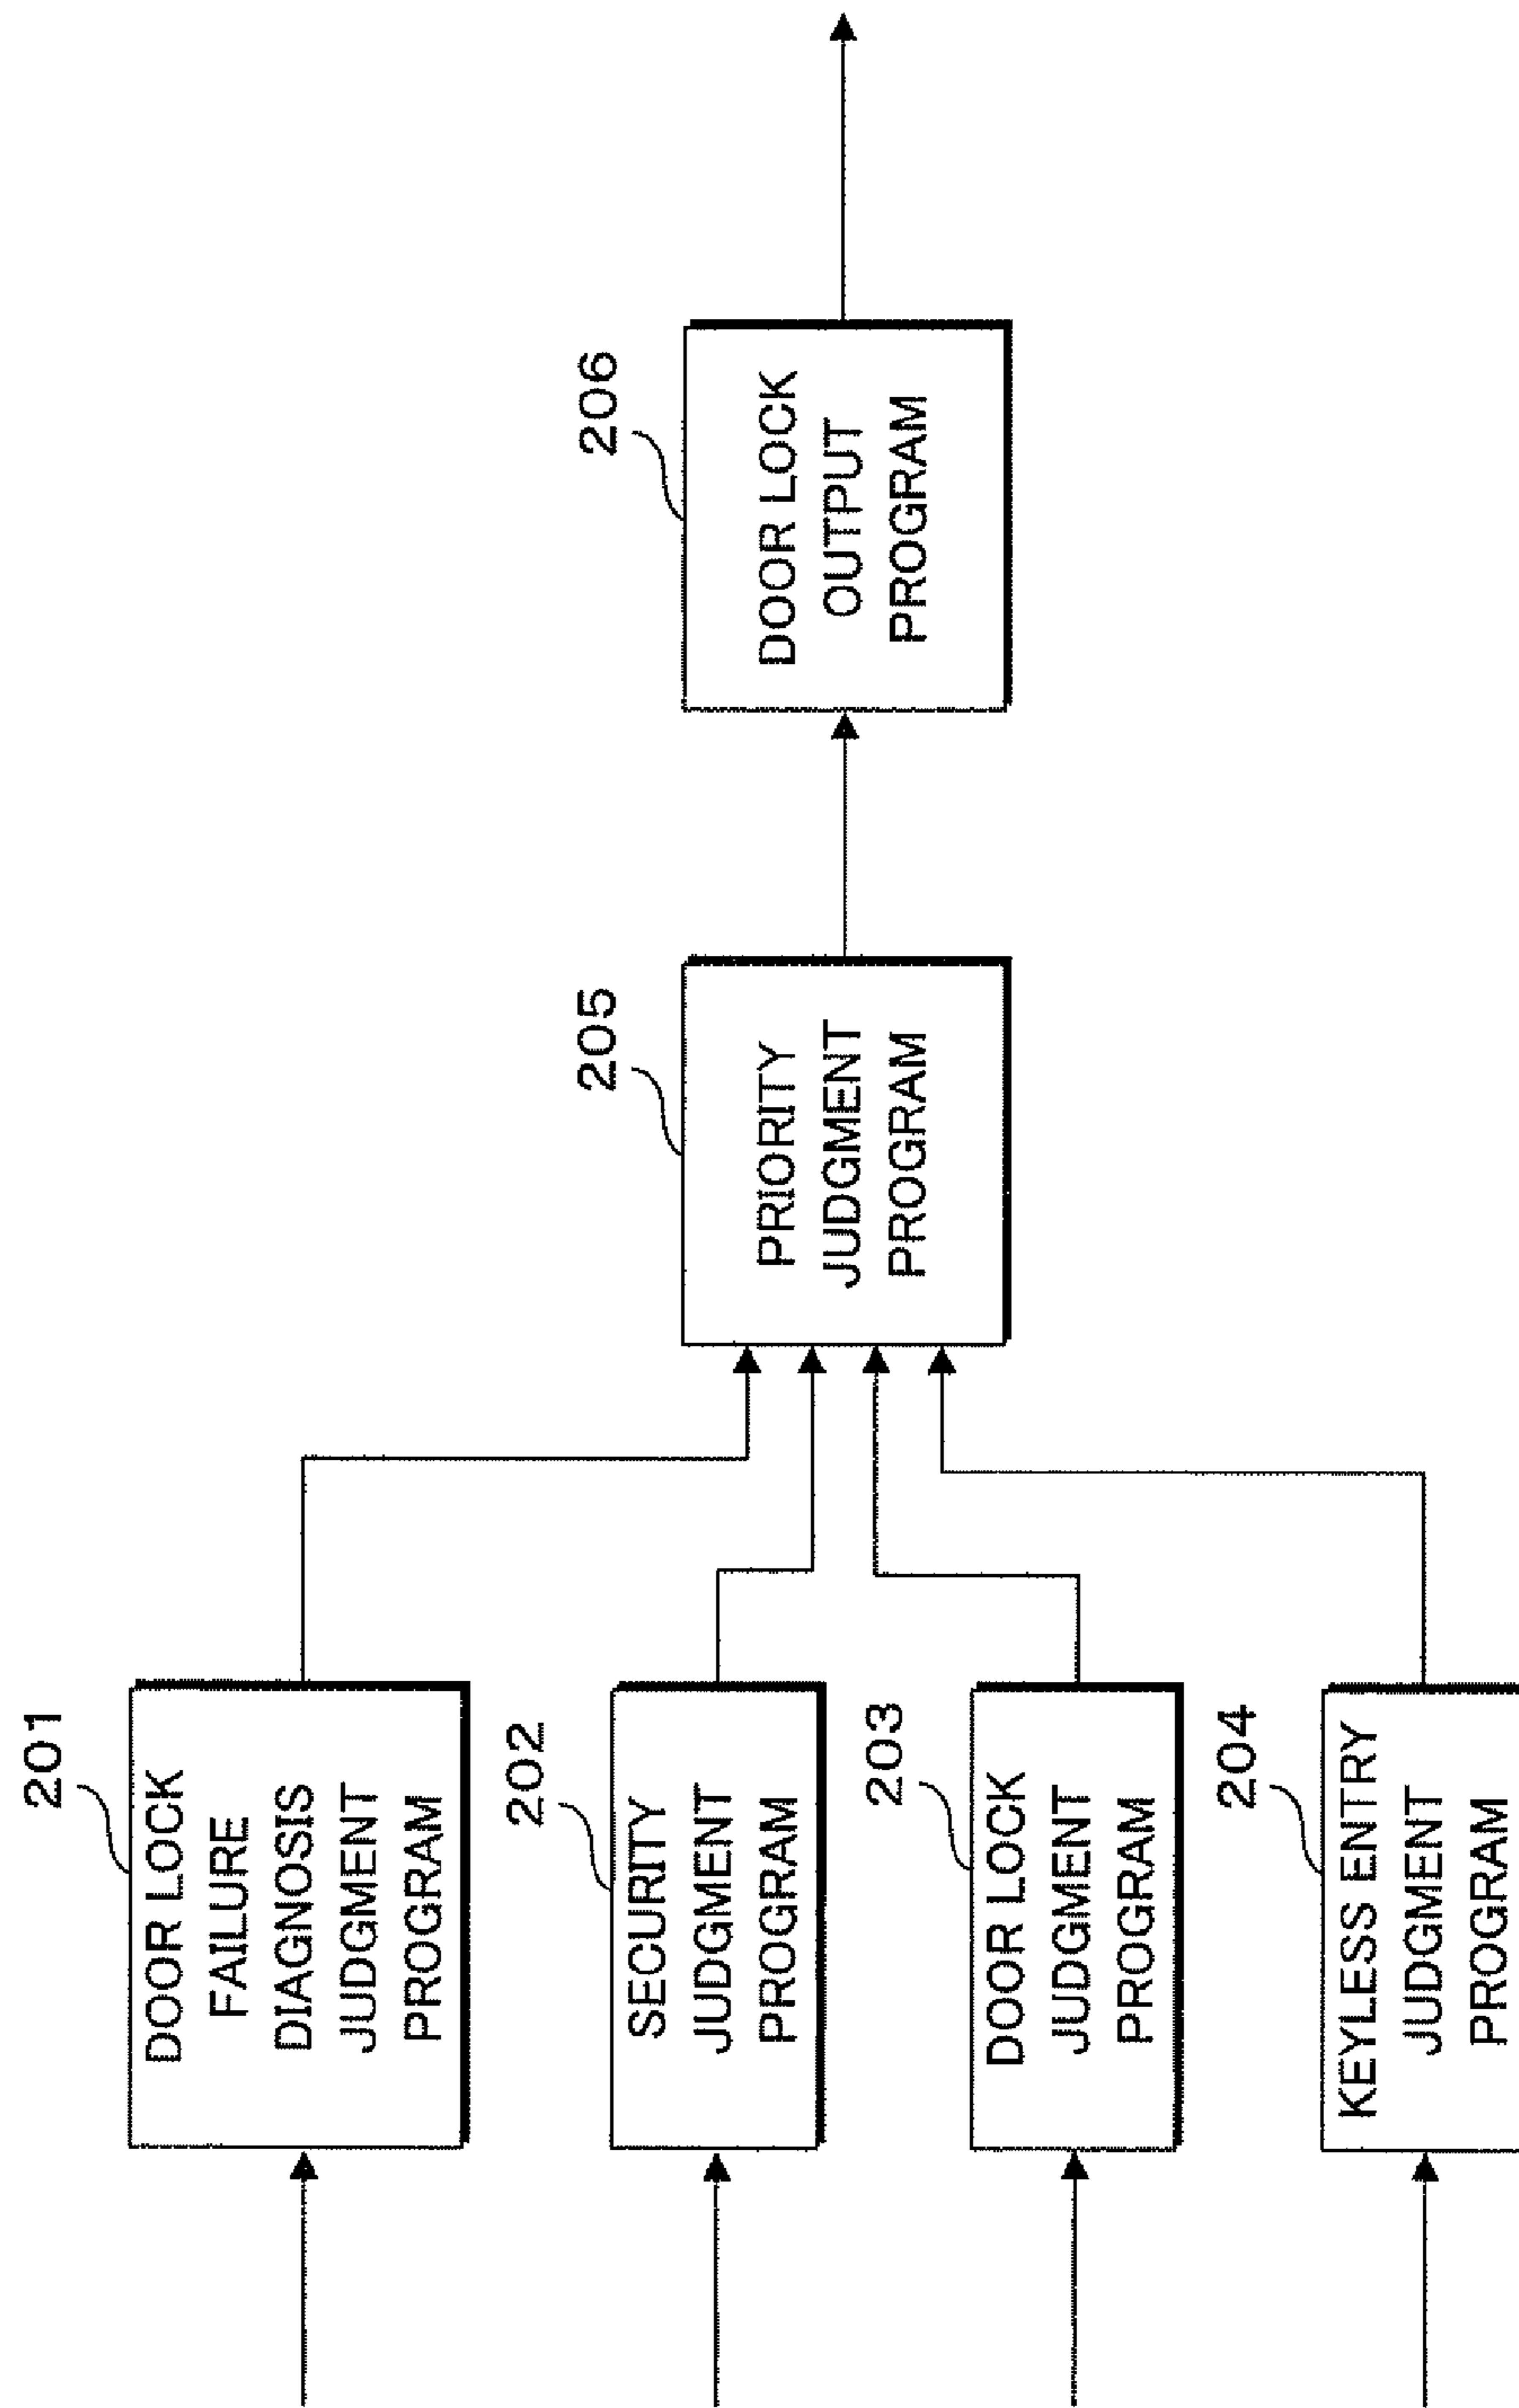 201
DOOR LOCK
FAILURE
DIAGNOSIS
JUDGMENT
PROGRAM
202
SECURITY
JUDGMENT
PROGRAM
203
DOOR LOCK
JUDGMENT
PROGRAM
204
KEYLESS ENTRY
JUDGMENT
PROGRAM
205
PRIORITY
JUDGMENT
PROGRAM
206
DOOR LOCK
OUTPUT
PROGRAM